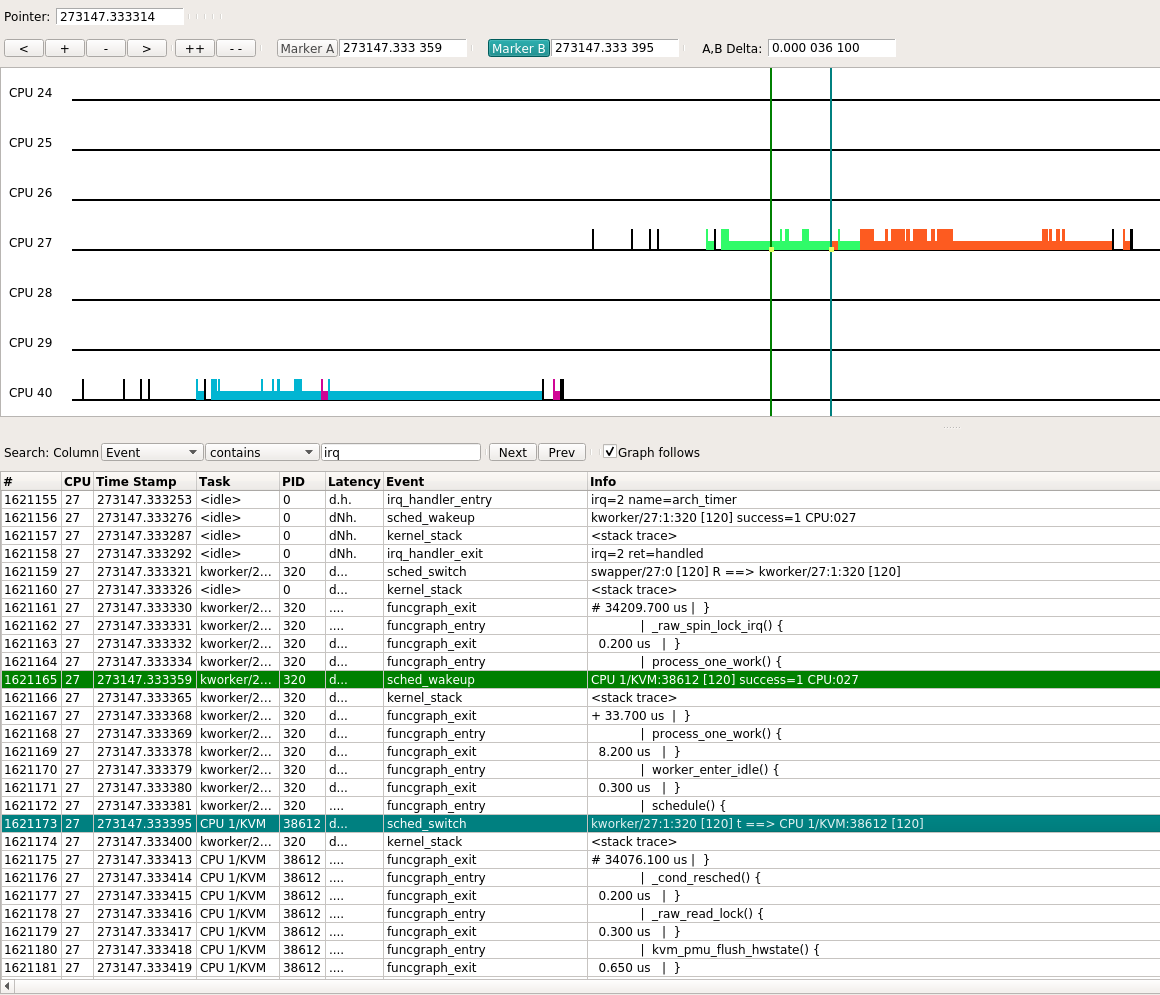 Pointer: 273147.333314
< + - > ++ - - Marker A 273147.333 359 Marker B 273147.333 395 A,B Delta: 0.000 036 100
CPU 24
CPU 25
CPU 26
CPU 27
CPU 28
CPU 29
CPU 40
Search: Column Event contains irq Next Prev Graph follows
# CPU Time Stamp Task PID Latency Event Info
1621155 27 273147.333253 <idle> 0 d.h. irq_handler_entry irq=2 name=arch_timer
1621156 27 273147.333276 <idle> 0 dNh. sched_wakeup kworker/27:1:320 [120] success=1 CPU:027
1621157 27 273147.333287 <idle> 0 dNh. kernel_stack <stack trace>
1621158 27 273147.333292 <idle> 0 dNh. irq_handler_exit irq=2 ret=handled
1621159 27 273147.333321 kworker/2... 320 d... sched_switch swapper/27:0 [120] R ==> kworker/27:1:320 [120]
1621160 27 273147.333326 <idle> 0 d... kernel_stack <stack trace>
1621161 27 273147.333330 kworker/2... 320 .... funcgraph_exit # 34209.700 us | }
1621162 27 273147.333331 kworker/2... 320 .... funcgraph_entry | _raw_spin_lock_irq() {
1621163 27 273147.333332 kworker/2... 320 d... funcgraph_exit 0.200 us | }
1621164 27 273147.333334 kworker/2... 320 d... funcgraph_entry | process_one_work() {
1621165 27 273147.333359 kworker/2... 320 d... sched_wakeup CPU 1/KVM:38612 [120] success=1 CPU:027
1621166 27 273147.333365 kworker/2... 320 d... kernel_stack <stack trace>
1621167 27 273147.333368 kworker/2... 320 d... funcgraph_exit + 33.700 us | }
1621168 27 273147.333369 kworker/2... 320 d... funcgraph_entry | process_one_work() {
1621169 27 273147.333378 kworker/2... 320 d... funcgraph_exit 8.200 us | }
1621170 27 273147.333379 kworker/2... 320 d... funcgraph_entry | worker_enter_idle() {
1621171 27 273147.333380 kworker/2... 320 d... funcgraph_exit 0.300 us | }
1621172 27 273147.333381 kworker/2... 320 .... funcgraph_entry | schedule() {
1621173 27 273147.333395 CPU 1/KVM 38612 d... sched_switch kworker/27:1:320 [120] t ==> CPU 1/KVM:38612 [120]
1621174 27 273147.333400 kworker/2... 320 d... kernel_stack <stack trace>
1621175 27 273147.333413 CPU 1/KVM 38612 .... funcgraph_exit # 34076.100 us | }
1621176 27 273147.333414 CPU 1/KVM 38612 .... funcgraph_entry | _cond_resched() {
1621177 27 273147.333415 CPU 1/KVM 38612 .... funcgraph_exit 0.200 us | }
1621178 27 273147.333416 CPU 1/KVM 38612 .... funcgraph_entry | _raw_read_lock() {
1621179 27 273147.333417 CPU 1/KVM 38612 .... funcgraph_exit 0.300 us | }
1621180 27 273147.333418 CPU 1/KVM 38612 .... funcgraph_entry | kvm_pmu_flush_hwstate() {
1621181 27 273147.333419 CPU 1/KVM 38612 .... funcgraph_exit 0.650 us | }